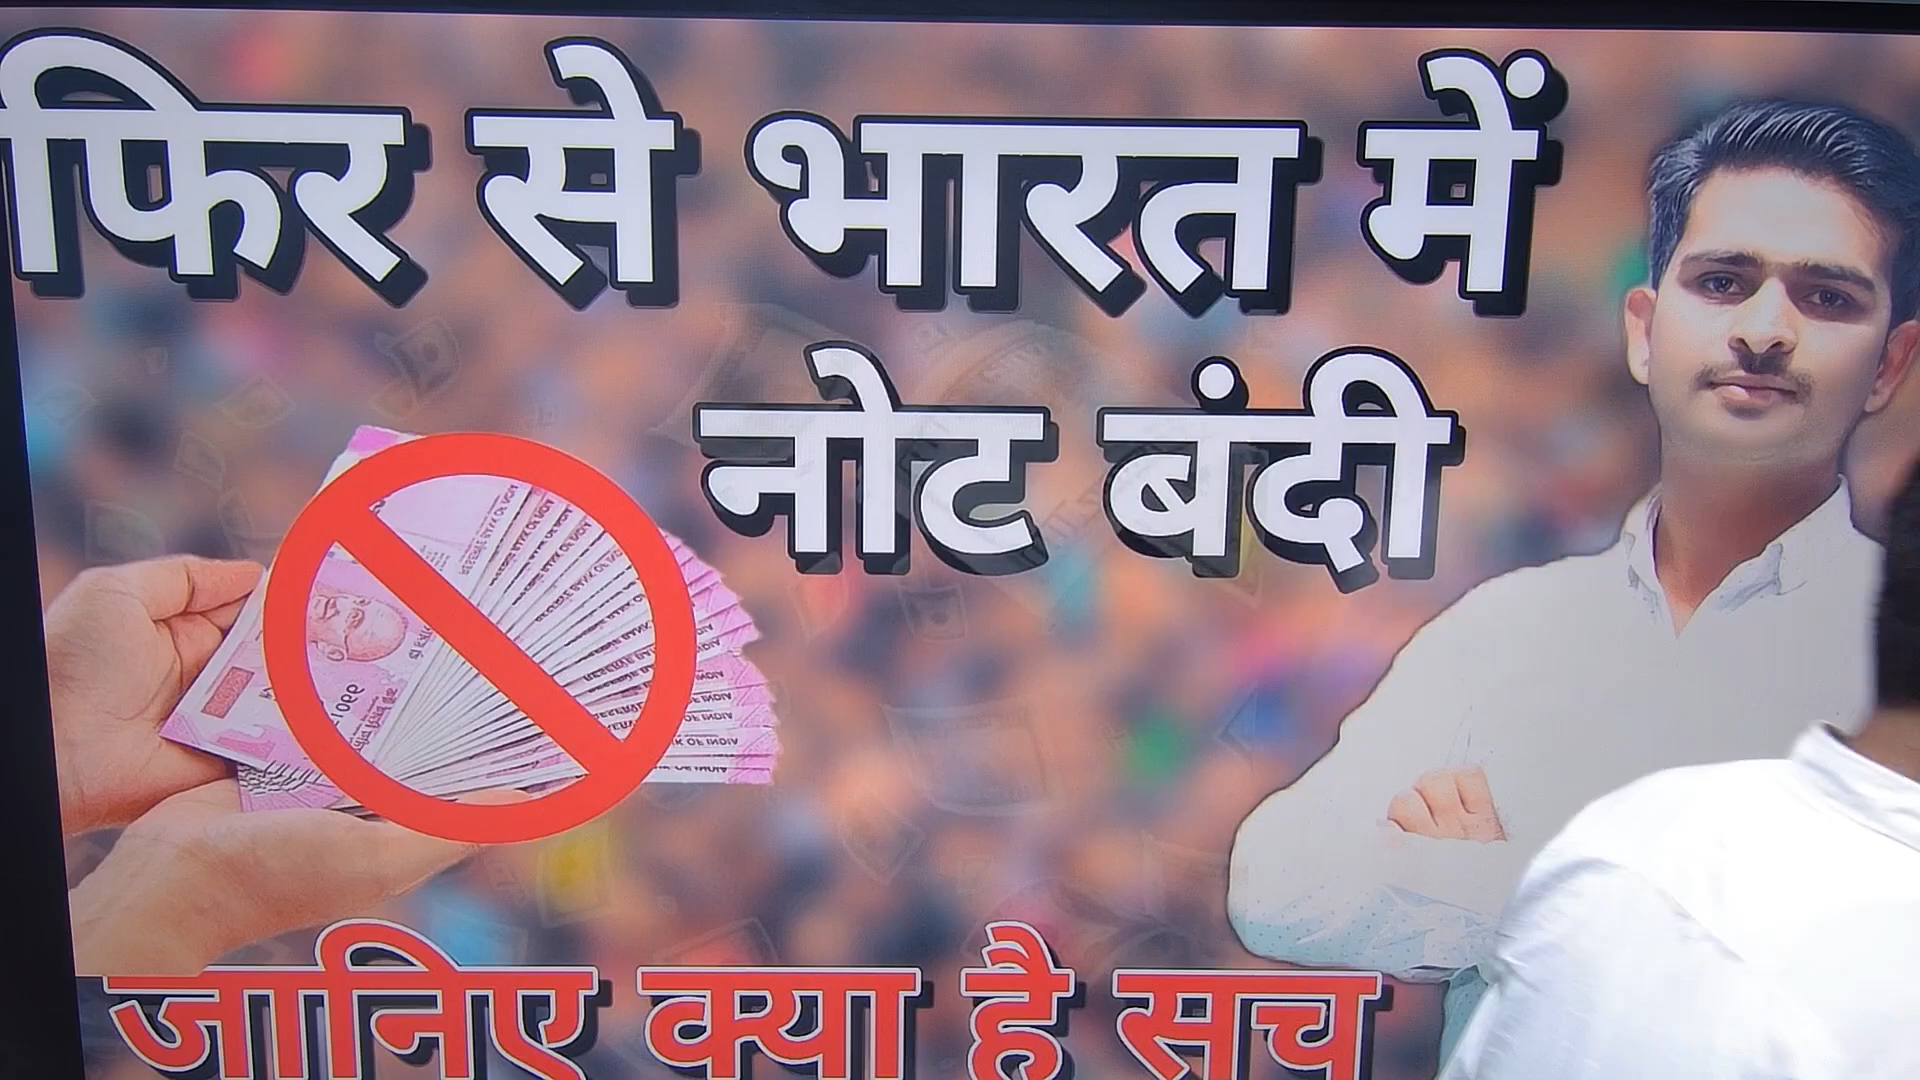 फिर से भारत में
नोट बंदी
जानिए क्या है सच